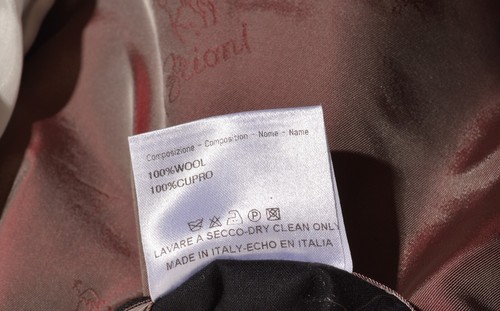 Brioni
Composizione - Composition - Nome - Name
100%WOOL
100%CUPRO
P
LAVARE A SECCO-DRY CLEAN ONLY
MADE IN ITALY-ECHO EN ITALIA